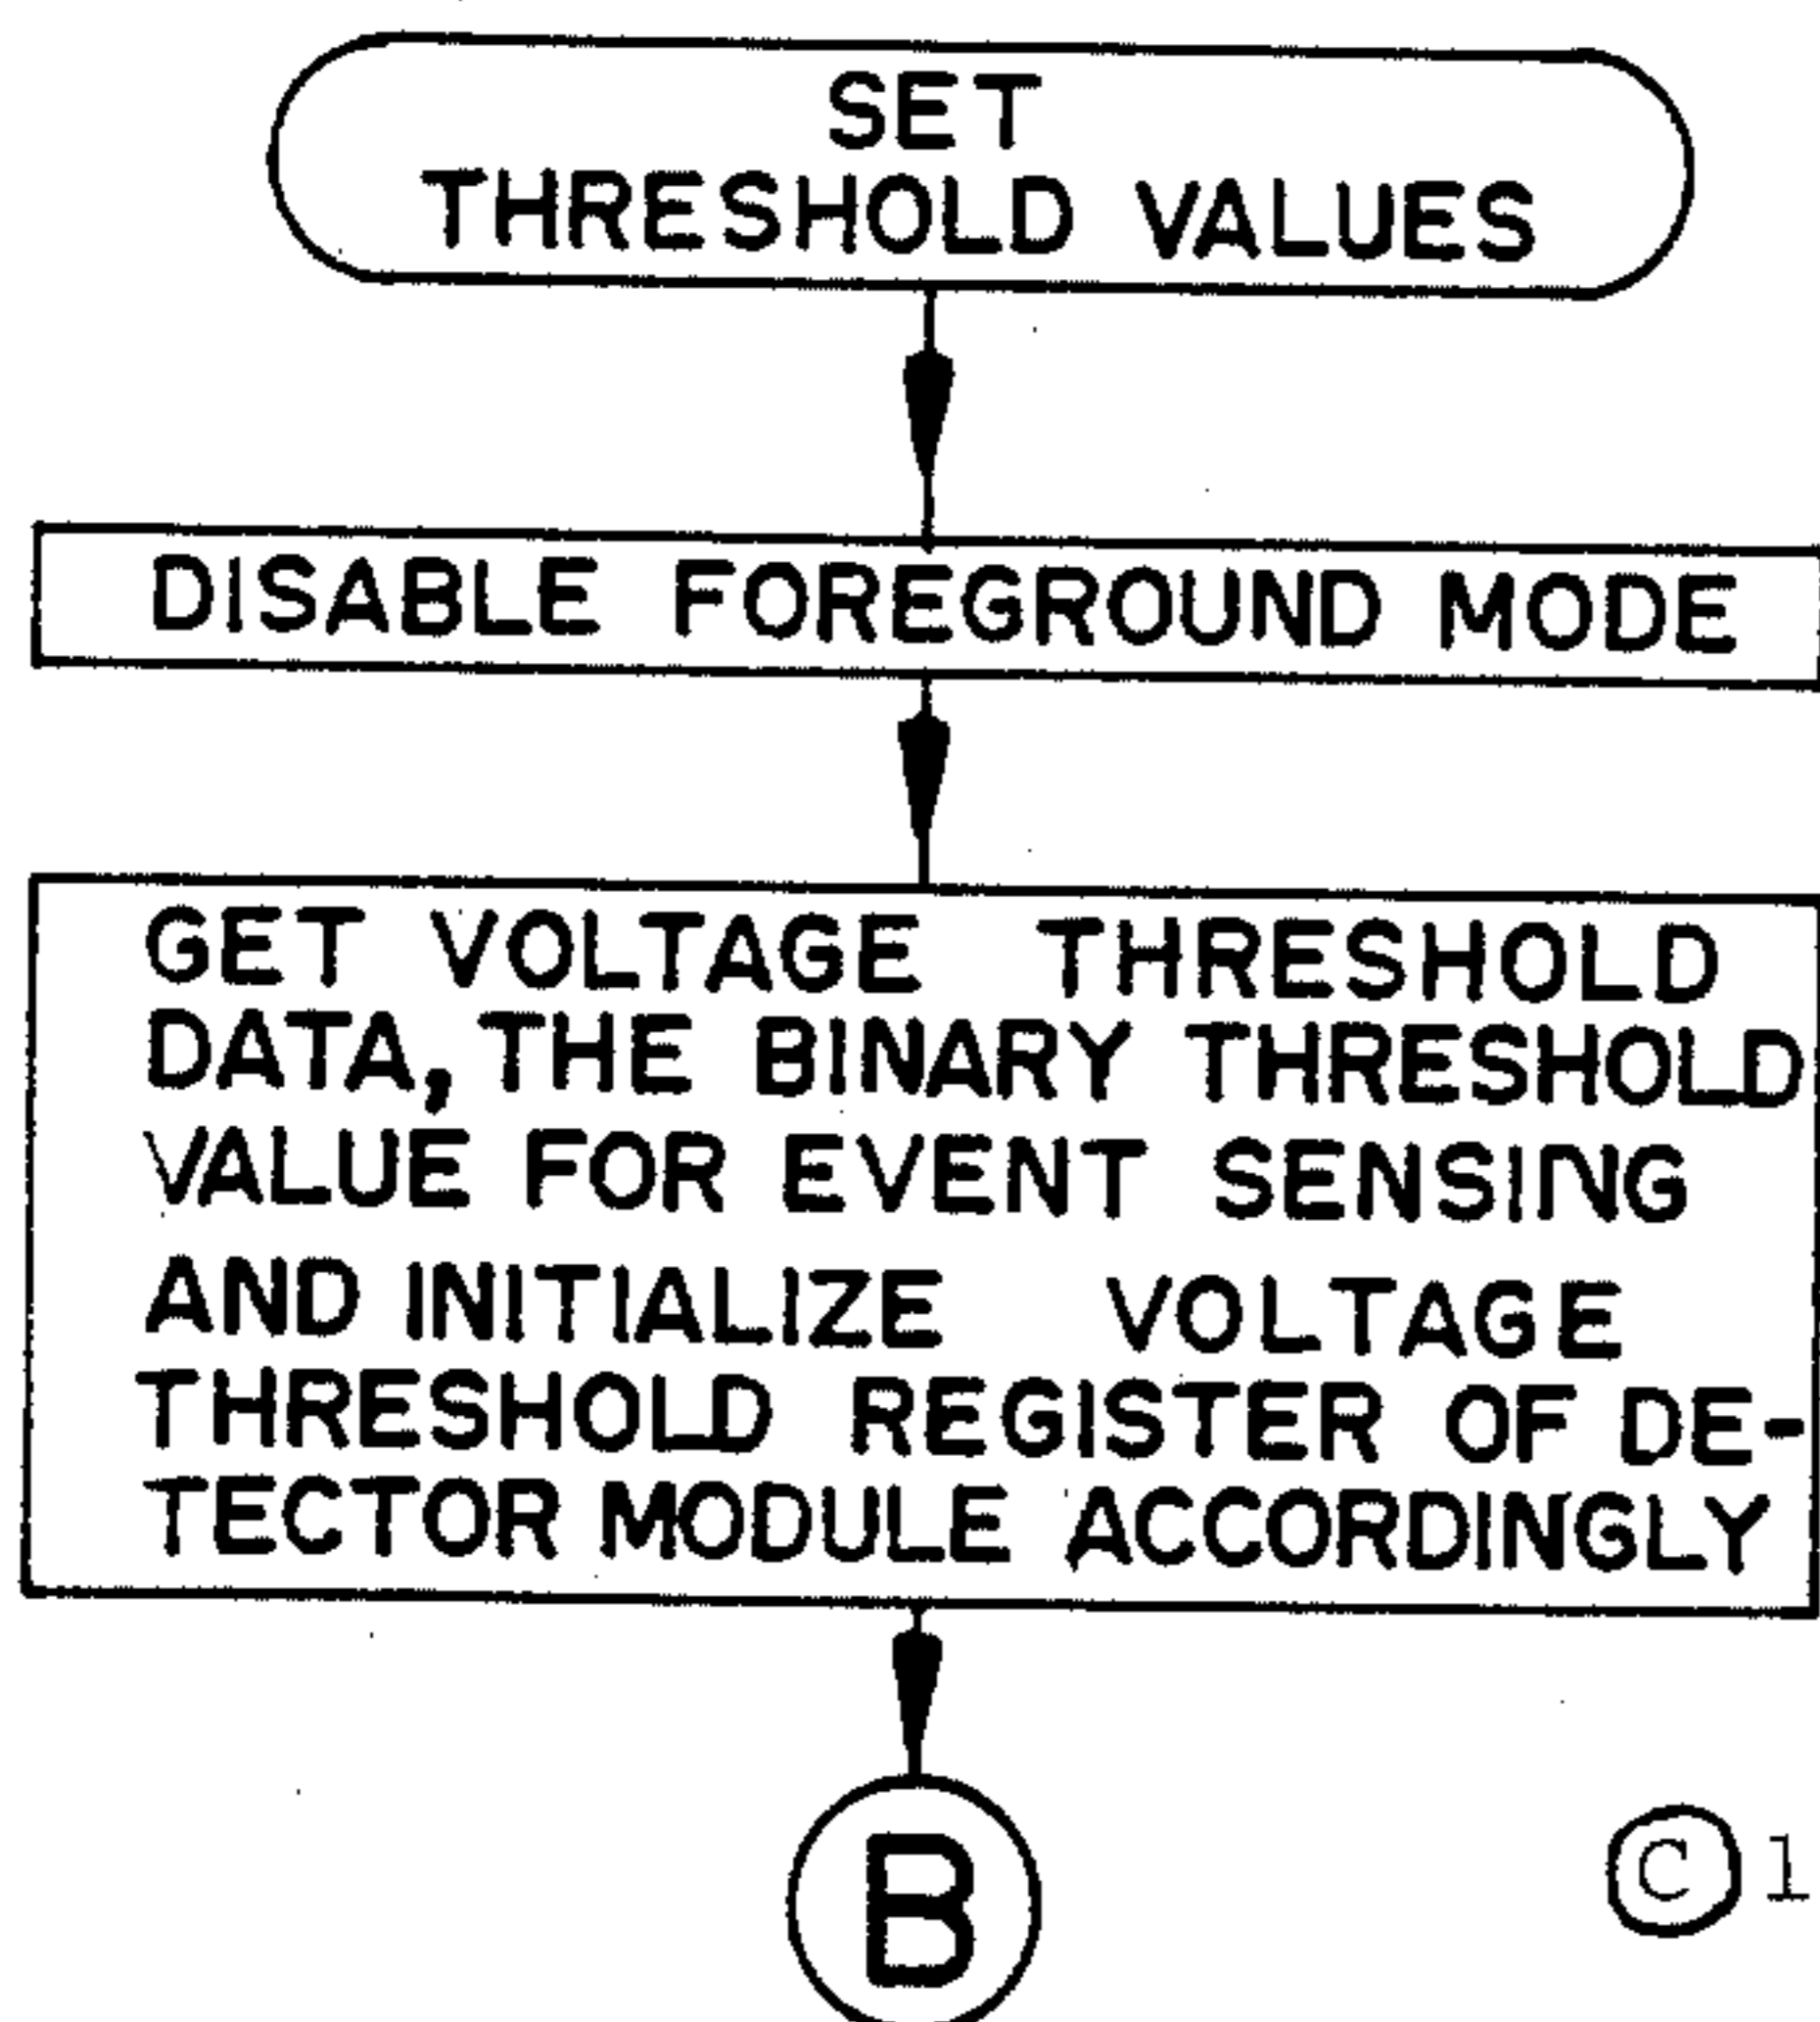 SET
THRESHOLD VALUES
DISABLE FOREGROUND MODE
GET VOLTAGE THRESHOLD
DATA, THE BINARY THRESHOLD
VALUE FOR EVENT SENSING
AND INITIALIZE VOLTAGE
THRESHOLD REGISTER OF DE-
TECTOR MODULE ACCORDINGLY
B
© 1